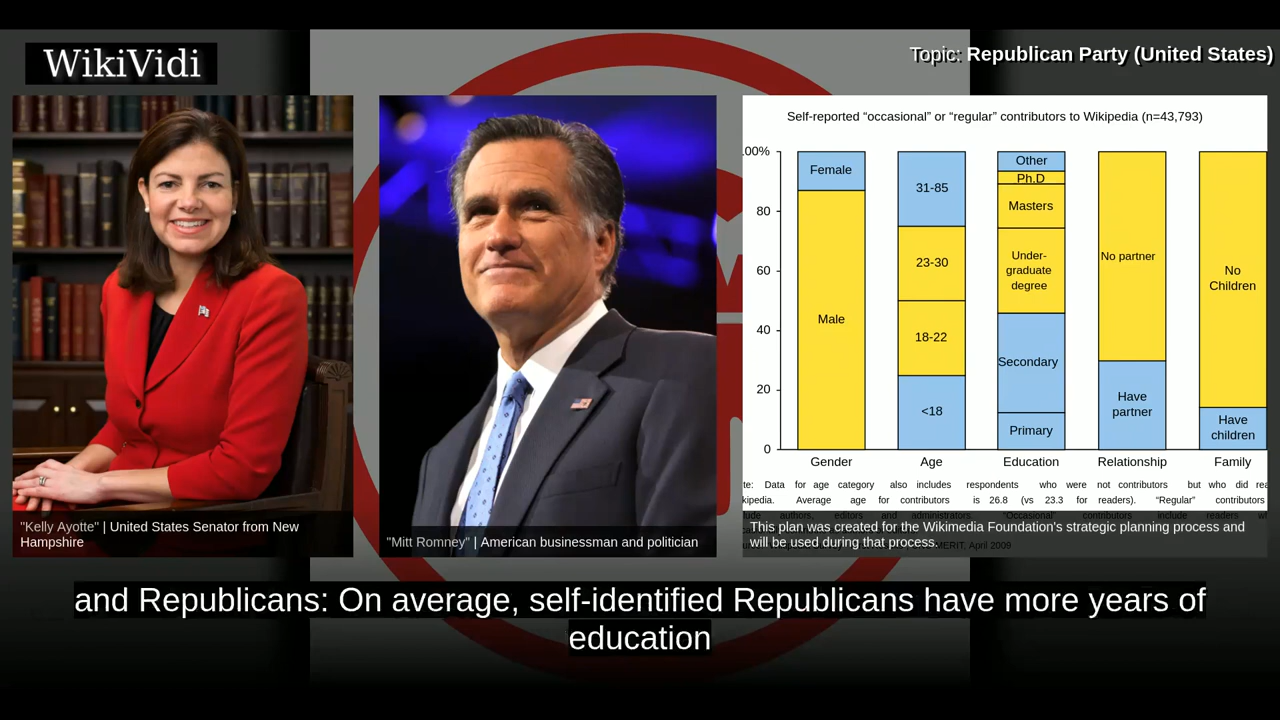 WikiVidi
Topic: Republican Party (United States)
Self-reported “occasional” or “regular” contributors to Wikipedia (n=43,793)
100%
80
60
40
20
0
Female
Male
Gender
31-85
23-30
18-22
<18
Age
Other
Ph.D
Masters
Under-
graduate
degree
Secondary
Primary
Education
No partner
Have
partner
Relationship
No
Children
Have
children
Family
Data for age category also includes respondents who were not contributors but who did
Average age for contributors is 26.8 (vs 23.3 for readers). “Regular” contributors
authors, editors and administrators. "Occasional" contributors include readers
MERIT, April 2009
"Kelly Ayotte" | United States Senator from New
Hampshire
"Mitt Romney" | American businessman and politician
This plan was created for the Wikimedia Foundation's strategic planning process and
will be used during that process.
and Republicans: On average, self-identified Republicans have more years of
education